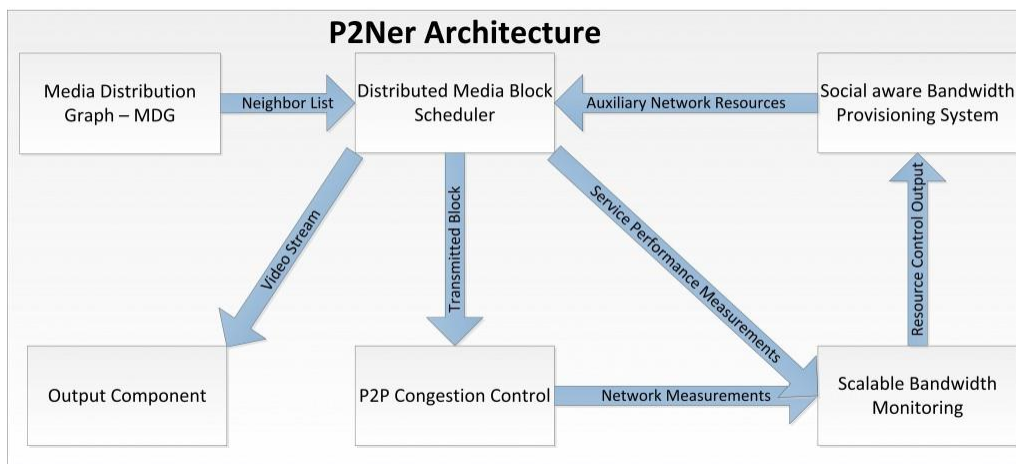 P2Ner Architecture
Media Distribution
Graph – MDG
Neighbor List
Distributed Media Block
Scheduler
Auxiliary Network Resources
Social aware Bandwidth
Provisioning System
Video Stream
Transmitted Block
Service Performance Measurements
Resource Control Output
Output Component
P2P Congestion Control
Network Measurements
Scalable Bandwidth
Monitoring